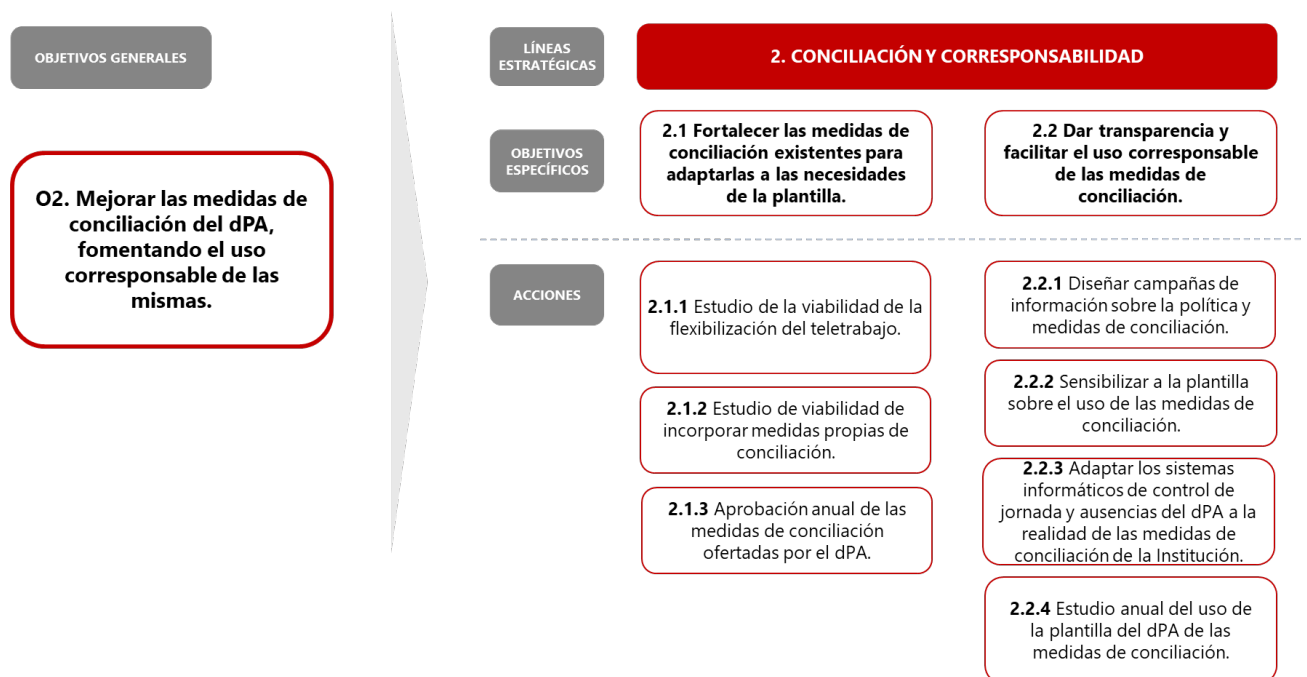 OBJETIVOS GENERALES
O2. Mejorar las medidas de
conciliación del dPA,
fomentando el uso
corresponsable de las
mismas.
LÍNEAS
ESTRATÉGICAS
2. CONCILIACIÓN Y CORRESPONSABILIDAD
OBJETIVOS
ESPECÍFICOS
2.1 Fortalecer las medidas de
conciliación existentes para
adaptarlas a las necesidades
de la plantilla.
2.2 Dar transparencia y
facilitar el uso corresponsable
de las medidas de
conciliación.
ACCIONES
2.1.1 Estudio de la viabilidad de la
flexibilización del teletrabajo.
2.1.2 Estudio de viabilidad de
incorporar medidas propias de
conciliación.
2.1.3 Aprobación anual de las
medidas de conciliación
ofertadas por el dPA.
2.2.1 Diseñar campañas de
información sobre la política y
medidas de conciliación.
2.2.2 Sensibilizar a la plantilla
sobre el uso de las medidas de
conciliación.
2.2.3 Adaptar los sistemas
informáticos de control de
jornada y ausencias del dPA a la
realidad de las medidas de
conciliación de la Institución.
2.2.4 Estudio anual del uso de
la plantilla del dPA de las
medidas de conciliación.